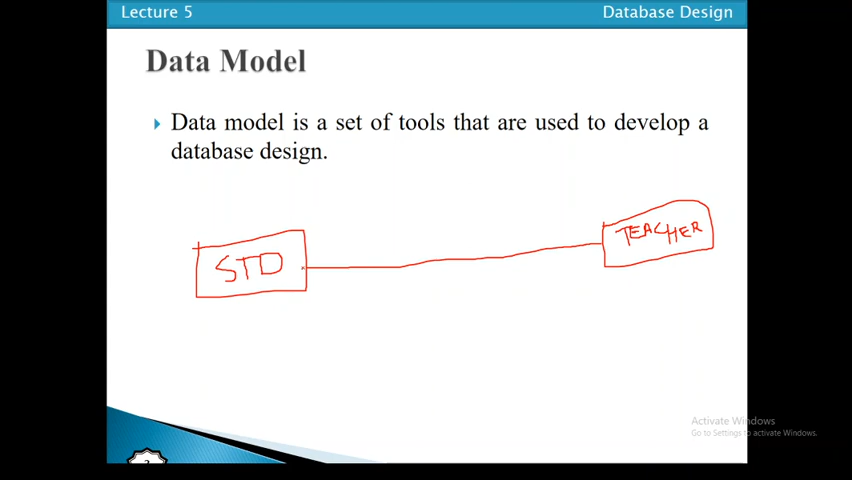 Lecture 5 Database Design
Data Model
Data model is a set of tools that are used to develop a
database design.
TEACHER
STD
Activate Windows
Go to Settings to activate Windows.